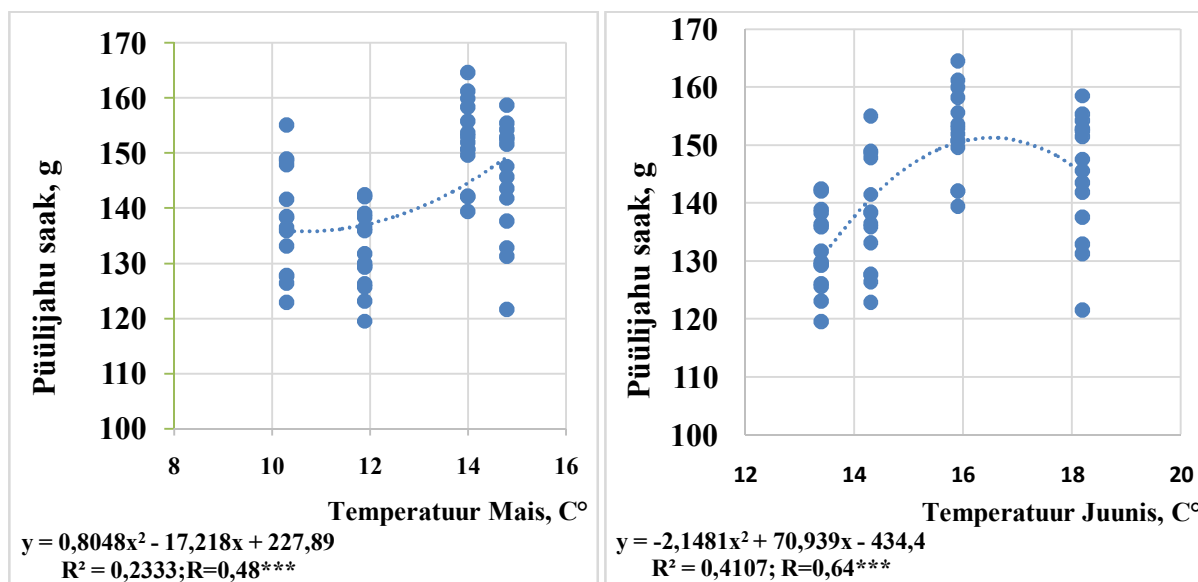 Püülijahu saak, g
170
160
150
140
130
120
110
100
8 10 12 14 16
Temperatuur Mais, C°
y = 0,8048x² - 17,218x + 227,89
R² = 0,2333;R=0,48***
Püülijahu saak, g
170
160
150
140
130
120
110
100
12 14 16 18 20
Temperatuur Juunis, C°
y = -2,1481x² + 70,939x - 434,4
R² = 0,4107; R=0,64***